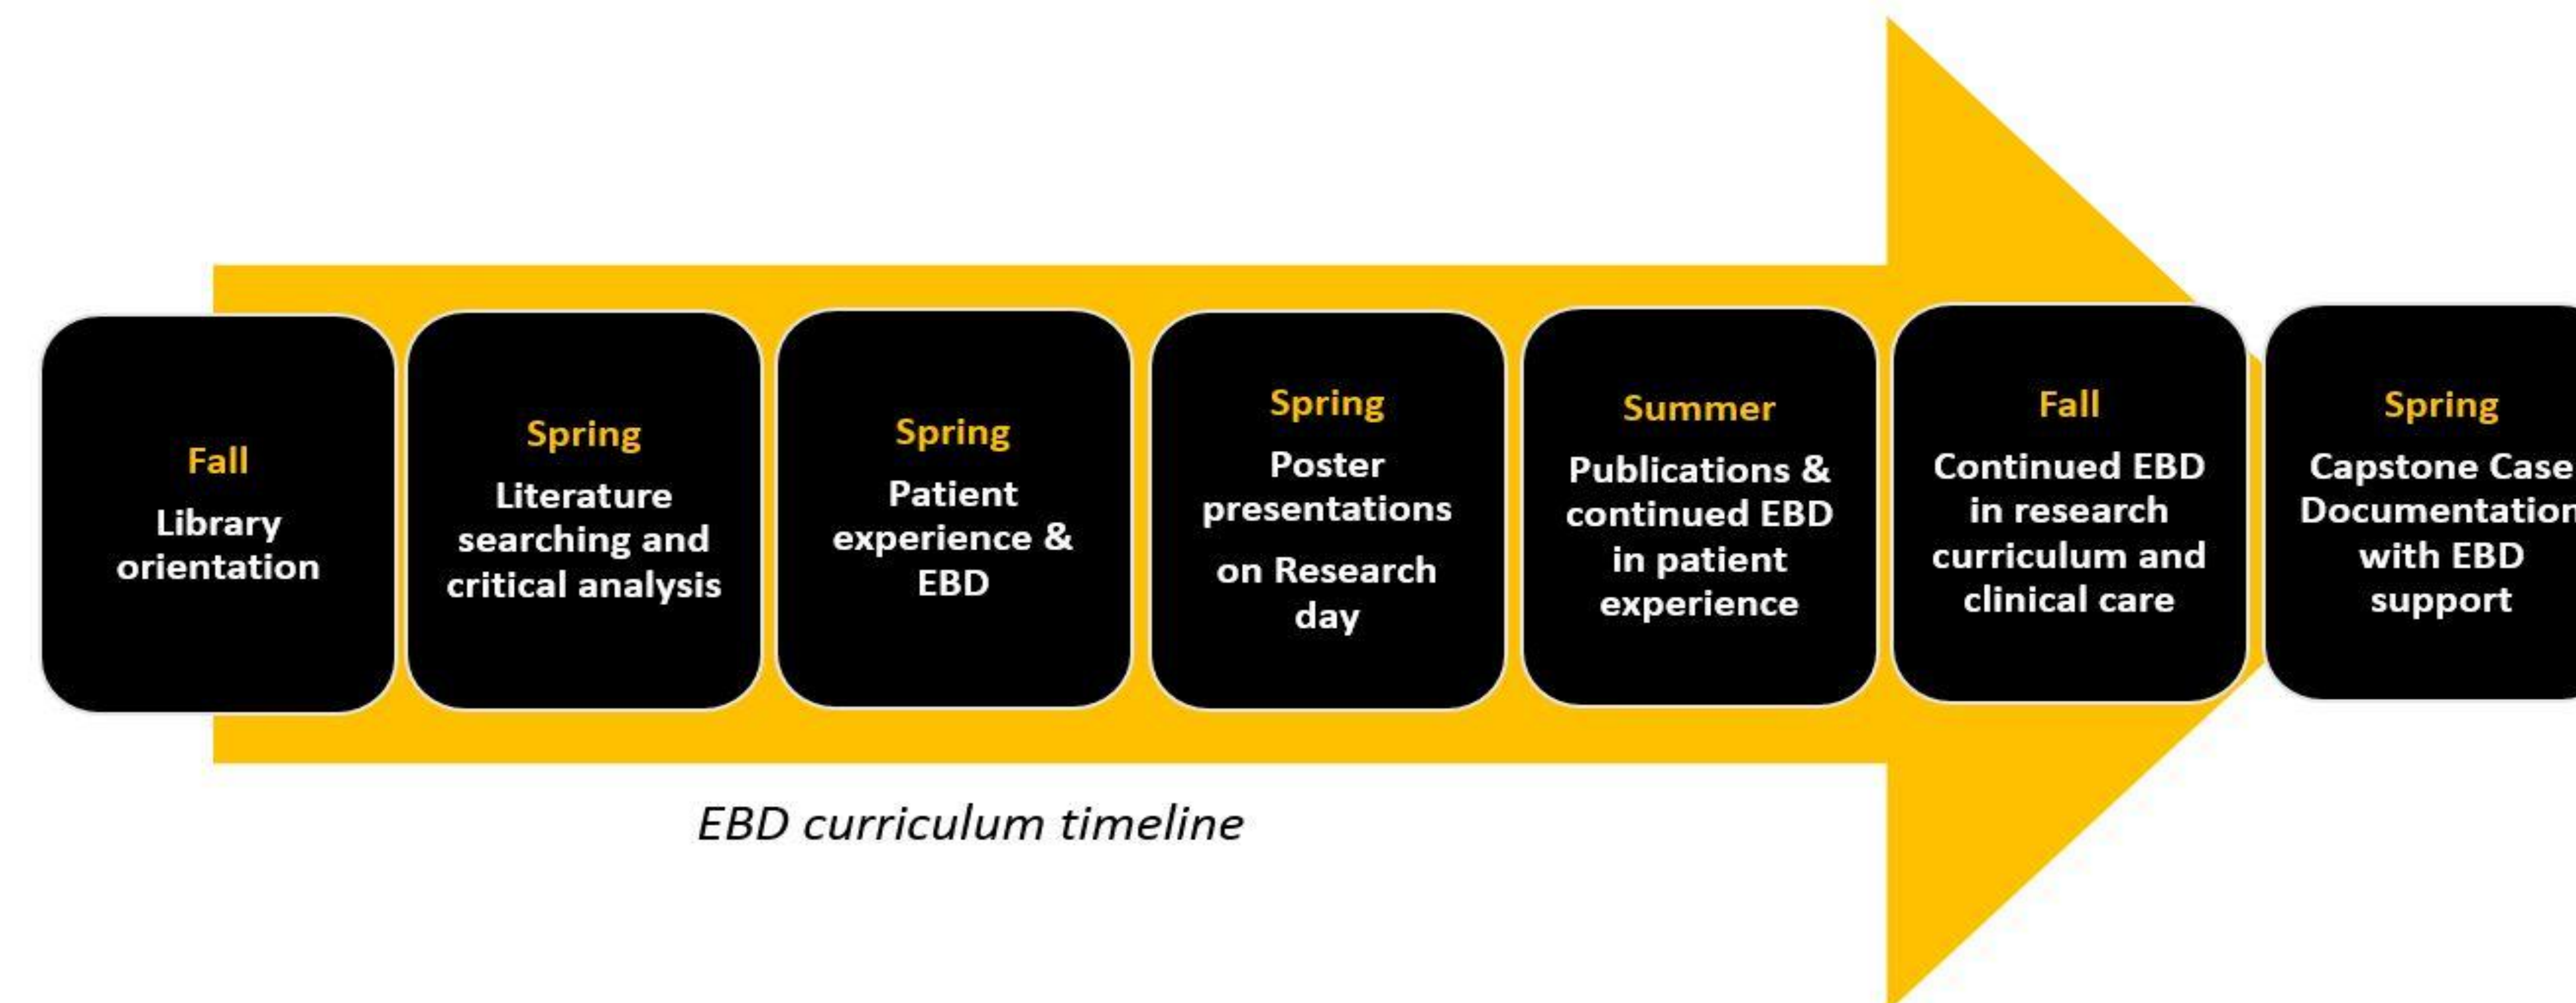 Fall
Library
orientation
Spring
Literature
searching and
critical analysis
Spring
Patient
experience &
EBD
Spring
Poster
presentations
on Research
day
Summer
Publications &
continued EBD
in patient
experience
Fall
Continued EBD
in research
curriculum and
clinical care
Spring
Capstone Case
Documentation
with EBD
support
EBD curriculum timeline